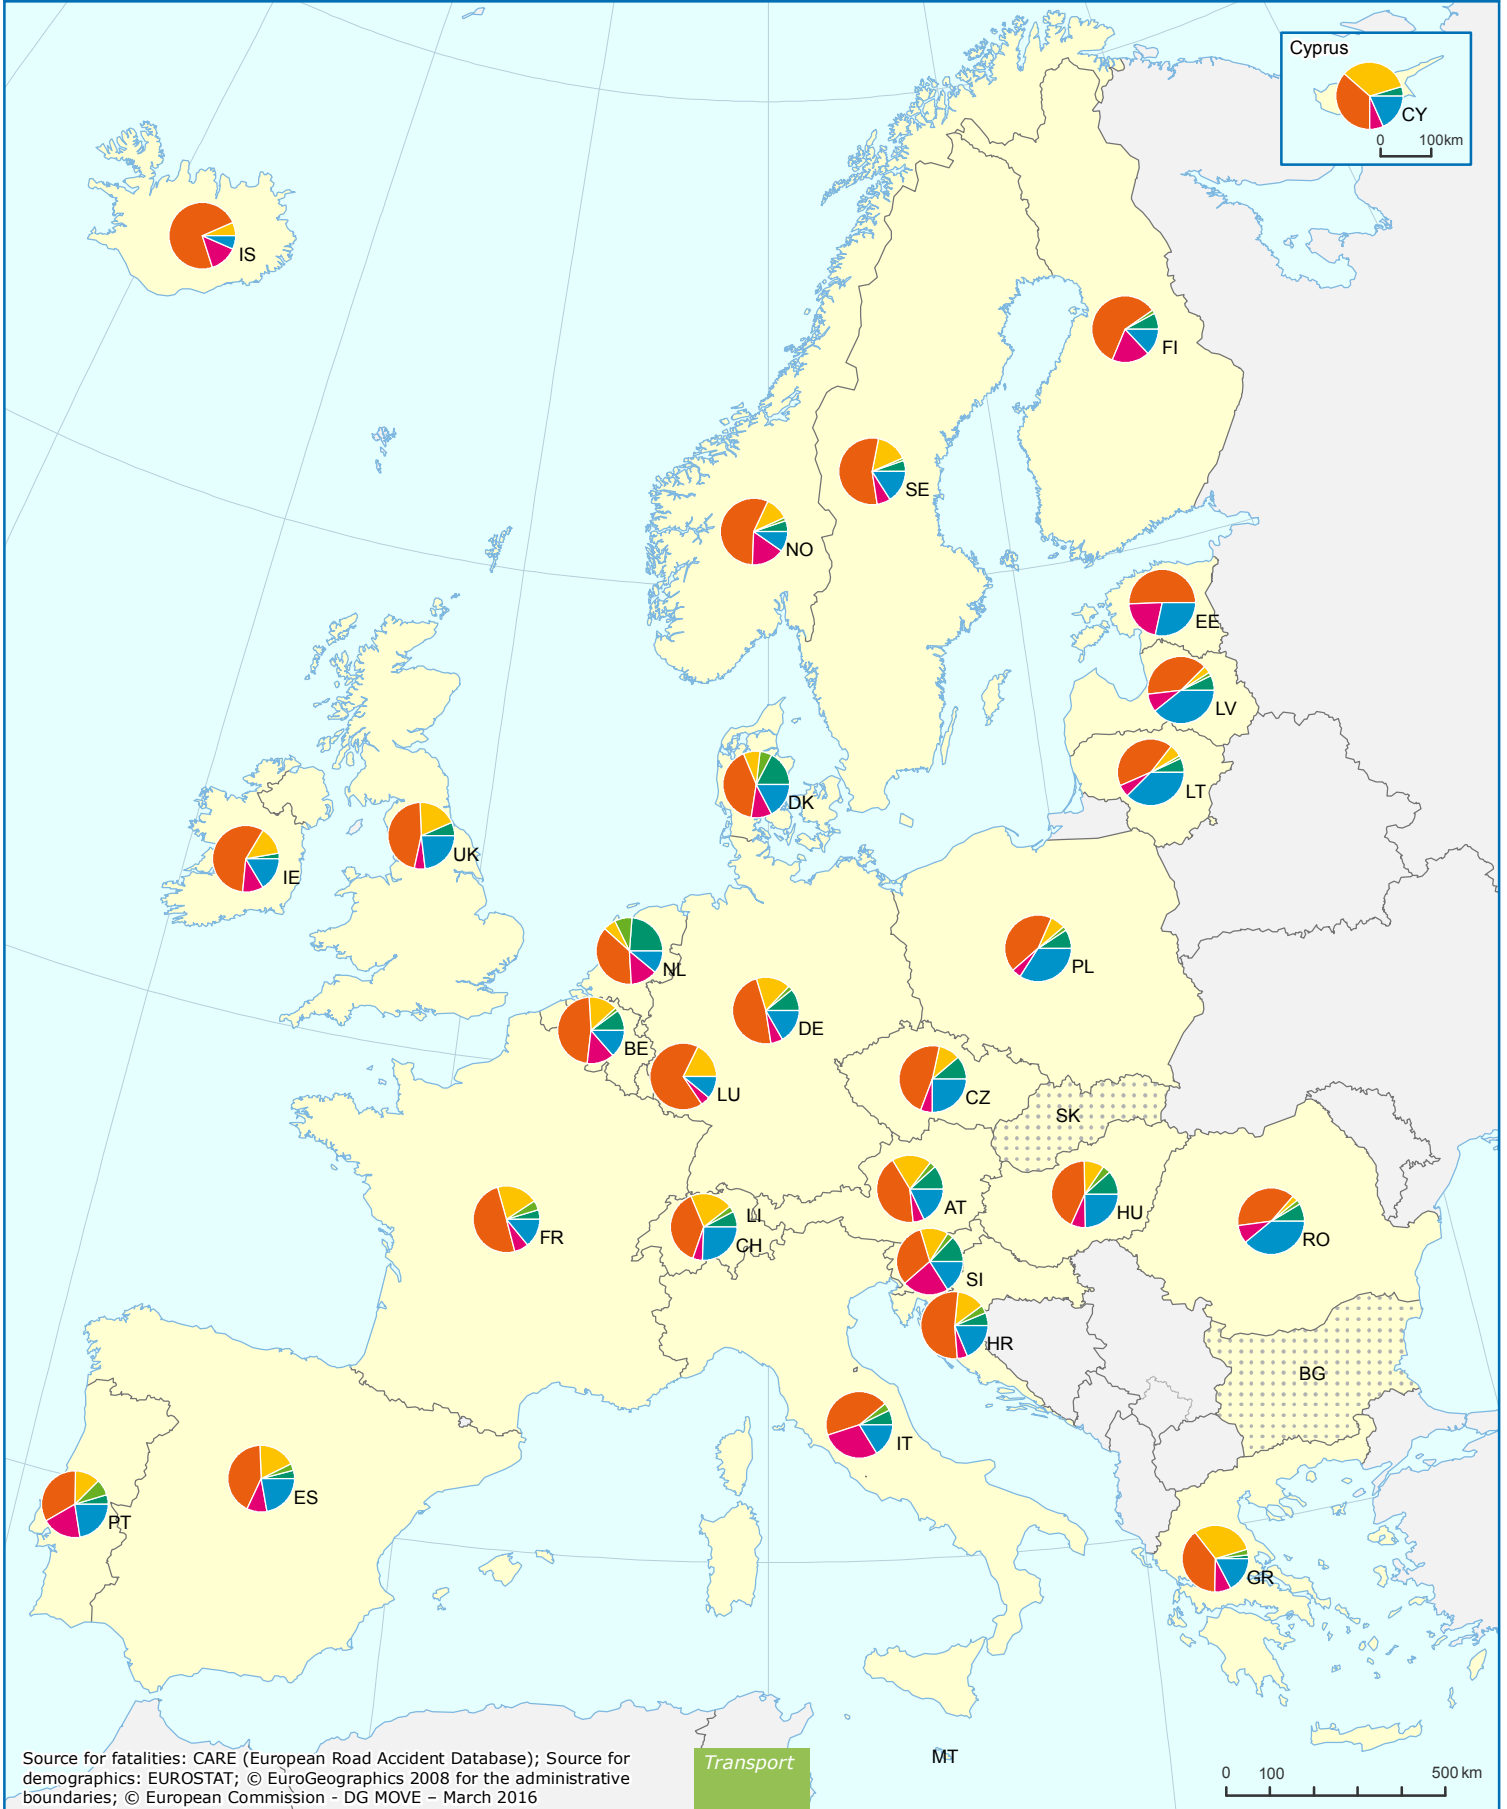 Cyprus
CY
0 100km
IS
FI
SE
NO
EE
LV
LT
DK
UK
IE
NL
PL
BE
DE
LU
CZ
SK
AT
HU
LI
CH
FR
RO
SI
HR
BG
IT
ES
PT
GR
MT
Source for fatalities: CARE (European Road Accident Database); Source for
demographics: EUROSTAT; © EuroGeographics 2008 for the administrative
boundaries; © European Commission - DG MOVE – March 2016
Transport
0 100 500 km